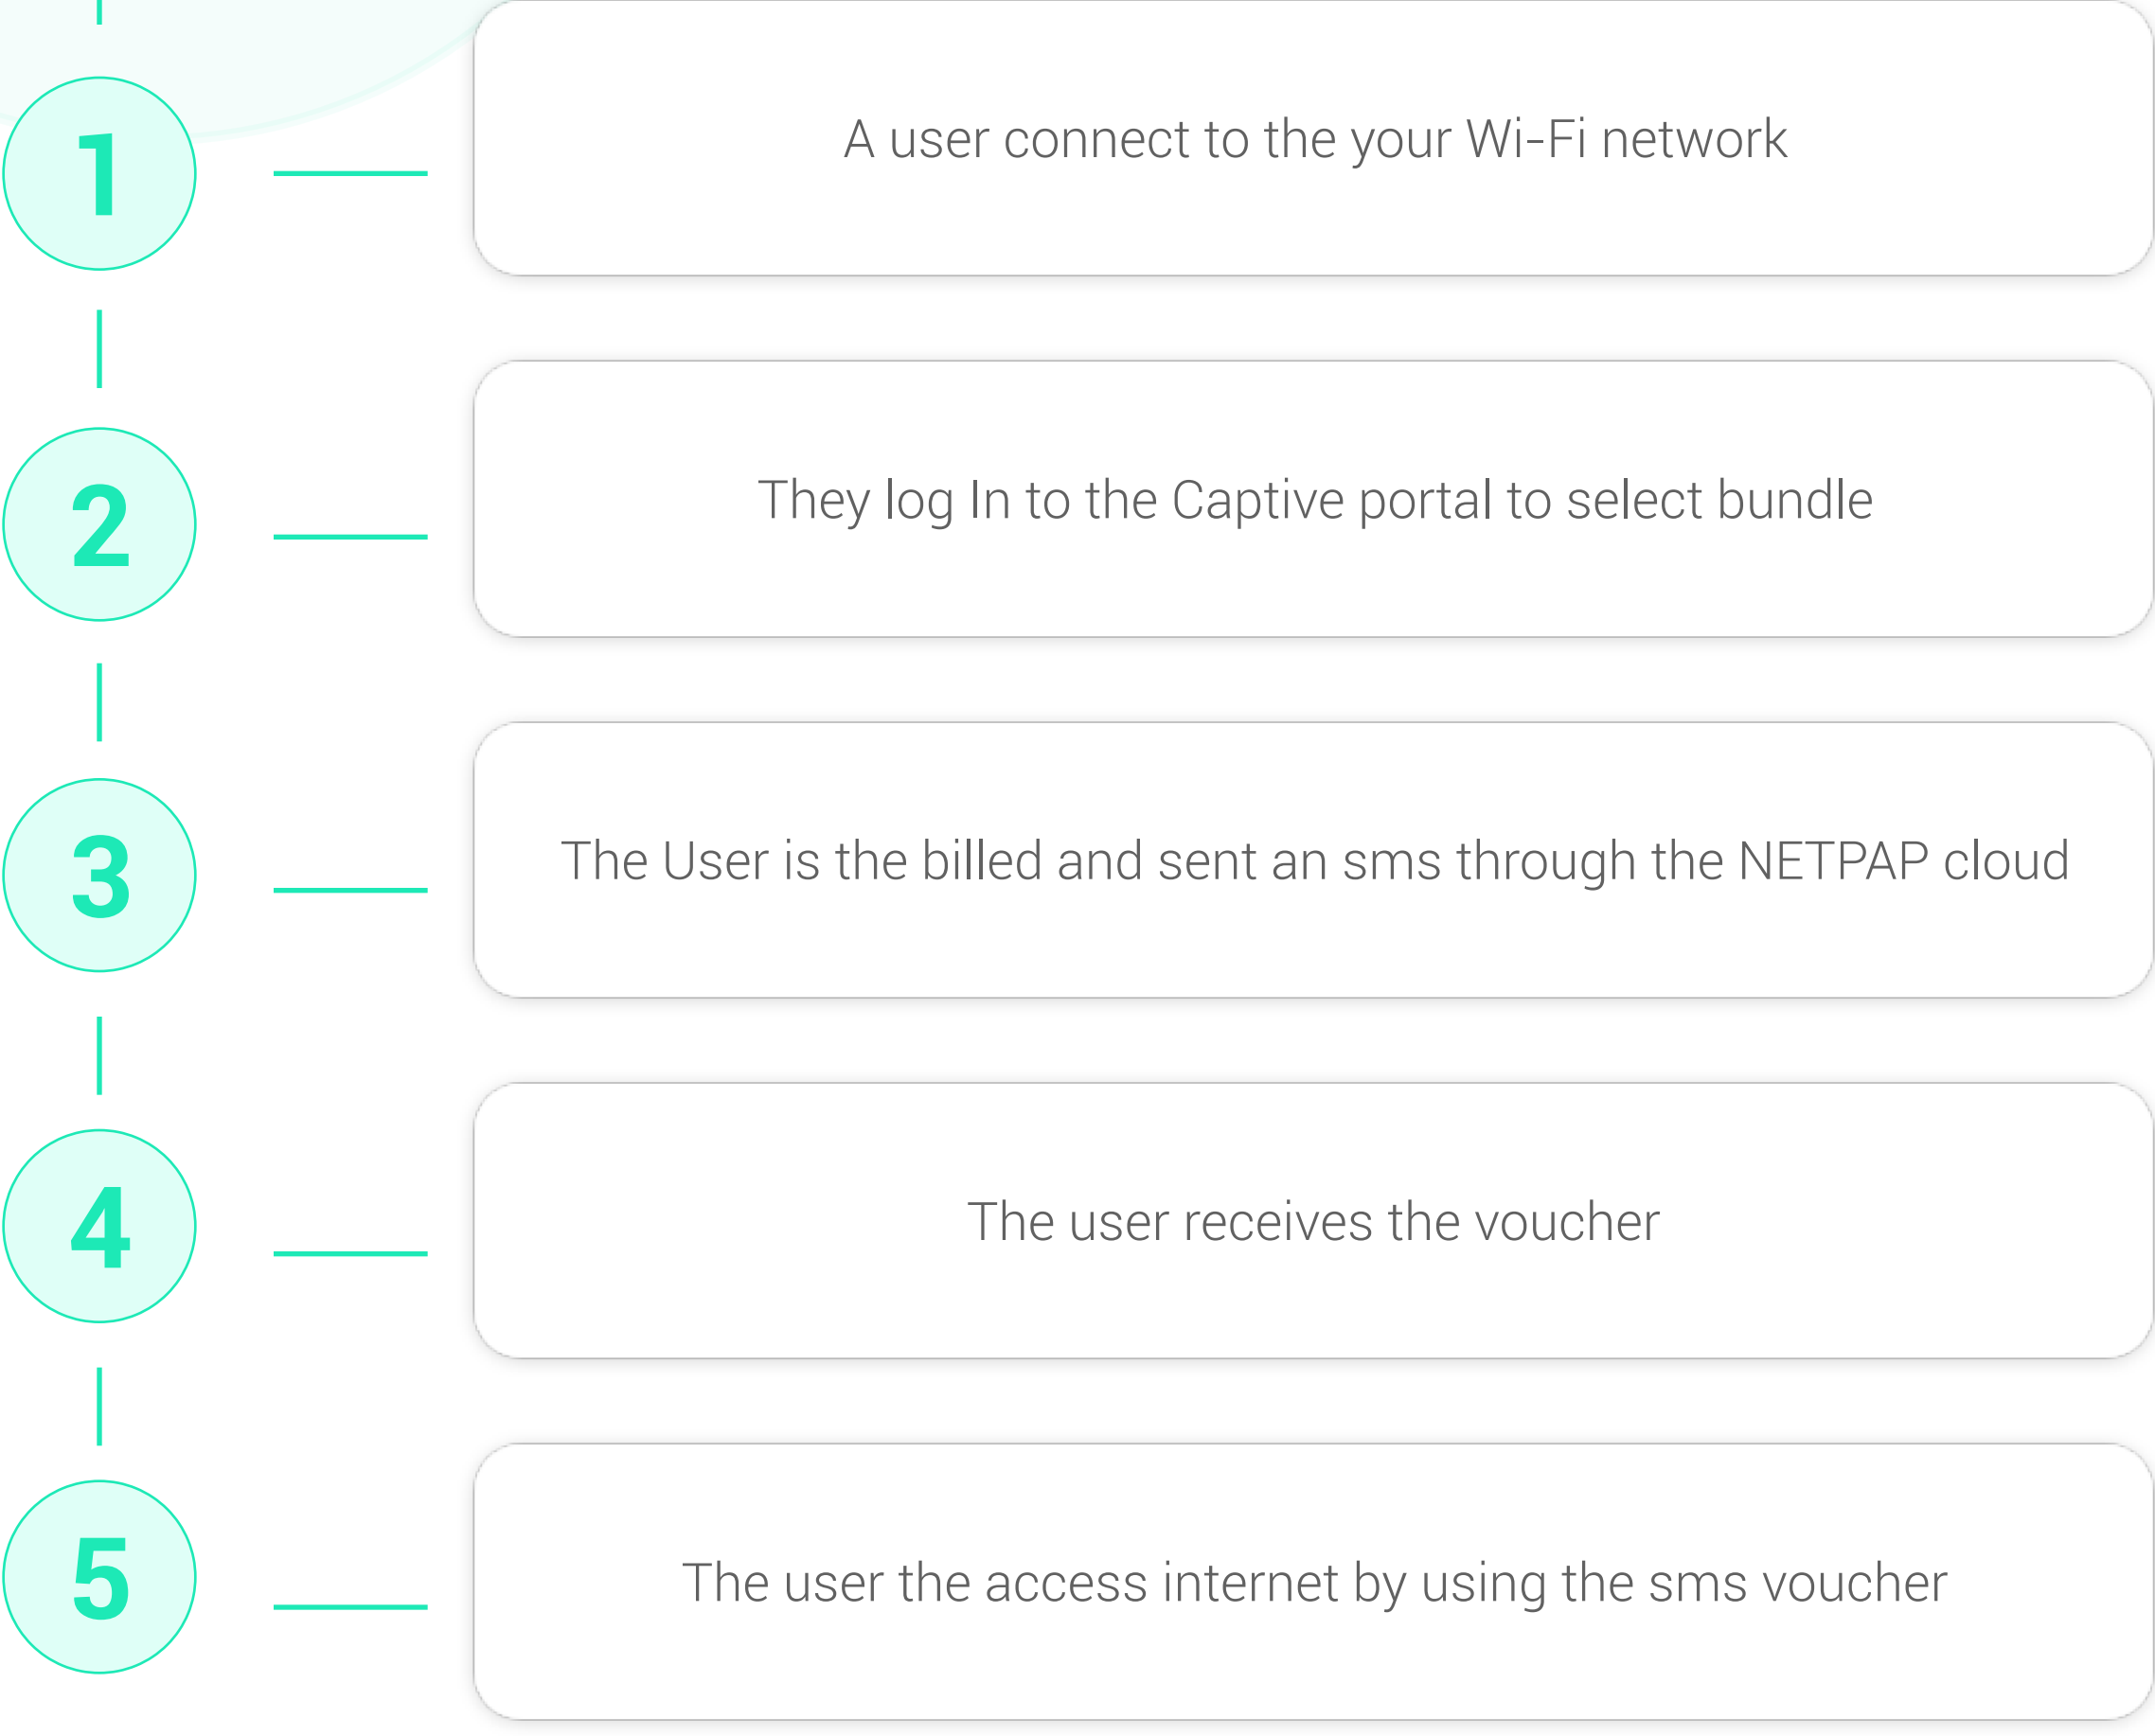 1
A user connect to the your Wi-Fi network
2
They log In to the Captive portal to select bundle
3
The User is the billed and sent an sms through the NETPAP cloud
4
The user receives the voucher
5
The user the access internet by using the sms voucher